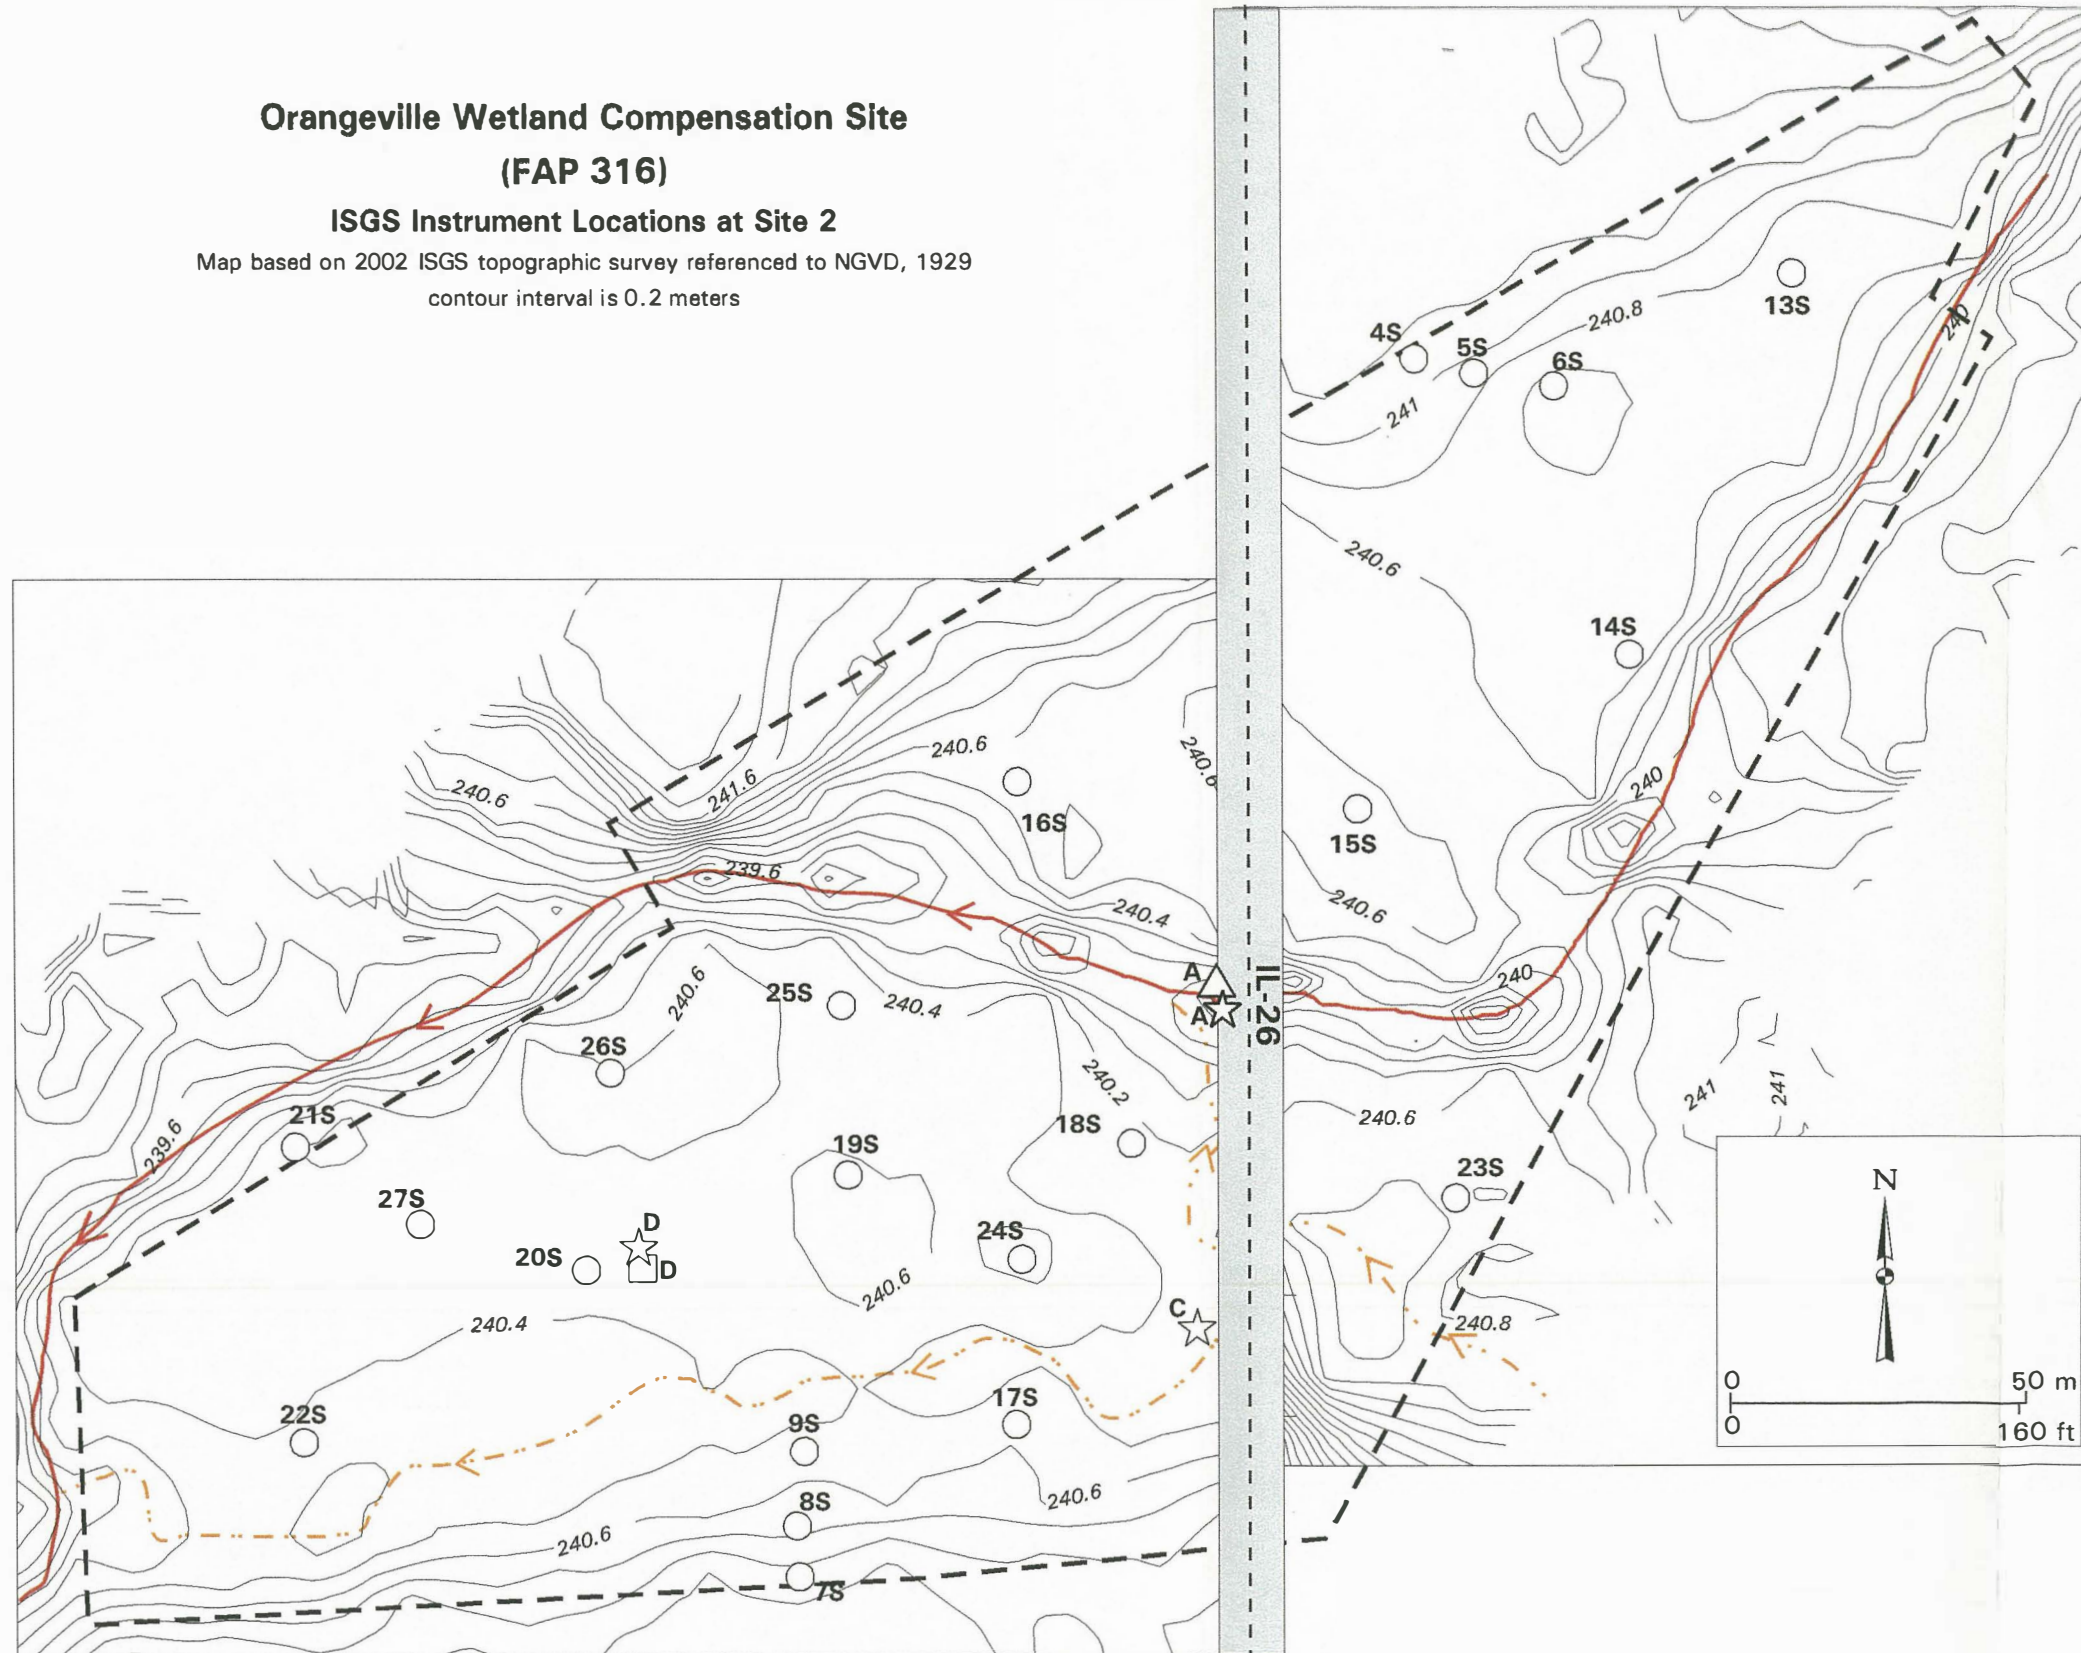 Orangeville Wetland Compensation Site
(FAP 316)
ISGS Instrument Locations at Site 2
Map based on 2002 ISGS topographic survey referenced to NGVD, 1929
contour interval is 0.2 meters
13S
240.8
240
4S
5S
6S
241
240.6
14S
240.6
240.6
241.6
240.6
240
16S
15S
239.6
240.6
240.4
A
A
IL-26
240
240.6
25S
240.4
26S
240.2
241
241
240.6
21S
18S
239.6
19S
23S
27S
D
D
20S
24S
240.6
C
240.4
240.8
N
0
50 m
0
160 ft
22S
9S
17S
8S
240.6
240.6
7S